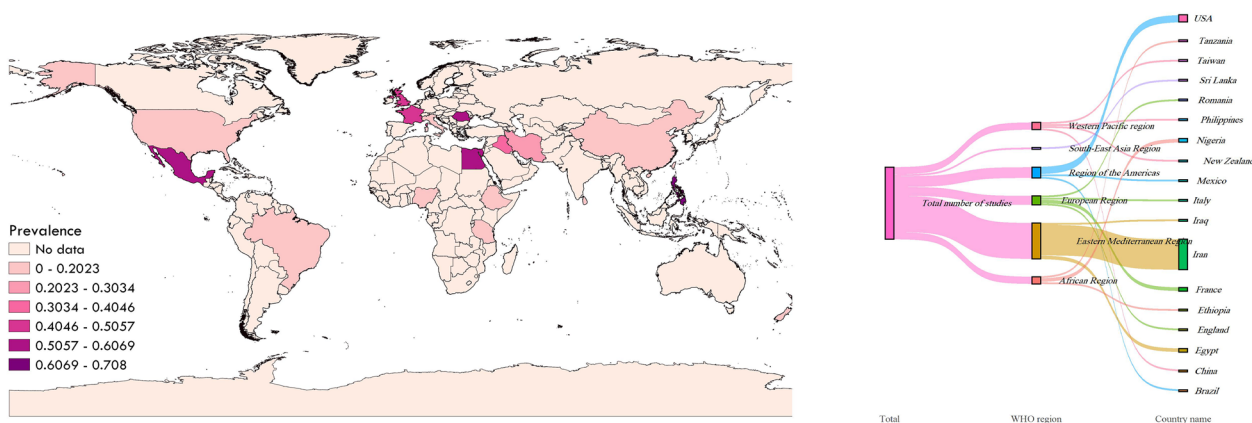 Prevalence
No data
0 - 0.2023
0.2023 - 0.3034
0.3034 - 0.4046
0.4046 - 0.5057
0.5057 - 0.6069
0.6069 - 0.708
Total number of studies
Western Pacific region
South-East Asia Region
Region of the Americas
European Region
Eastern Mediterranean Region
African Region
USA
Tanzania
Taiwan
Sri Lanka
Romania
Philippines
Nigeria
New Zealand
Mexico
Italy
Iraq
Iran
France
Ethiopia
England
Egypt
China
Brazil
Total
WHO region
Country name